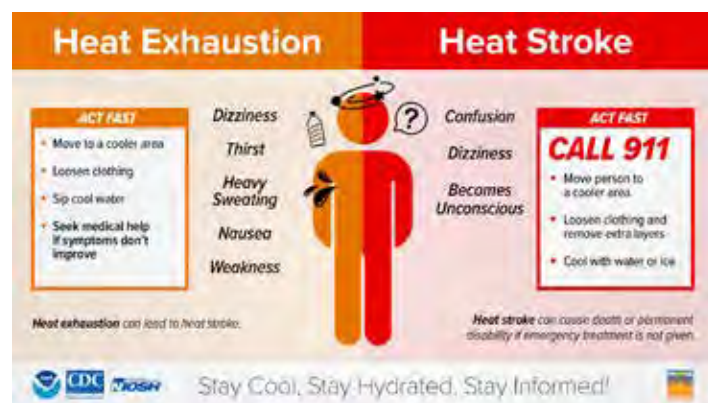 Heat Exhaustion
Heat Stroke
ACT FAST
• Move to a cooler area
• Loosen clothing
• Sip cool water
• Seek medical help
if symptoms don't
improve
Dizziness
Thirst
Heavy
Sweating
Nausea
Weakness
Heat exhaustion can lead to heat stroke.
?
Confusion
Dizziness
Becomes
Unconscious
ACT FAST
CALL 911
• Move person to
a cooler area
• Loosen clothing and
remove extra layers
• Cool with water or ice
Heat stroke can cause death or permanent
disability if emergency treatment is not given.
CDC
NIOSH
Stay Cool, Stay Hydrated, Stay Informed!